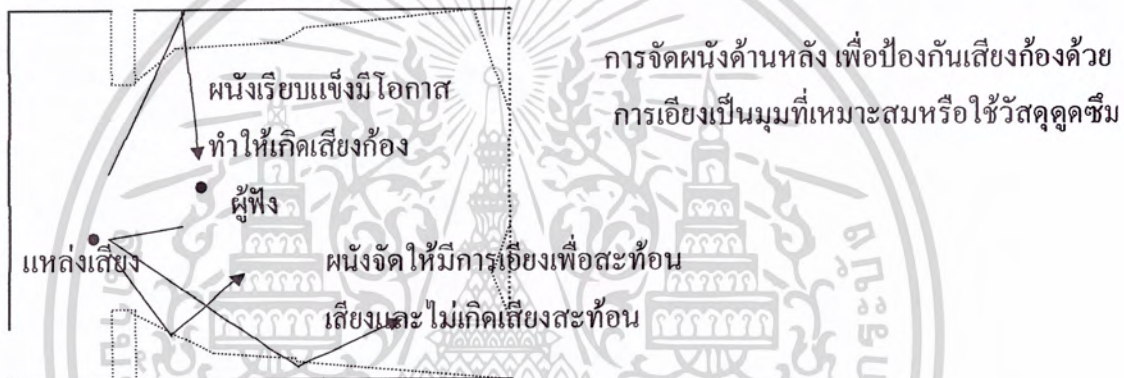 การจัดผนังด้านหลัง เพื่อป้องกันเสียงก้องด้วย
การเอียงเป็นมุมที่เหมาะสมหรือใช้วัสดุดูดซึม
ผนังเรียบแข็งมีโอกาส
ทำให้เกิดเสียงก้อง
ผู้ฟัง
แหล่งเสียง
ผนังจัดให้มีการเอียงเพื่อสะท้อน
เสียงและไม่เกิดเสียงสะท้อน